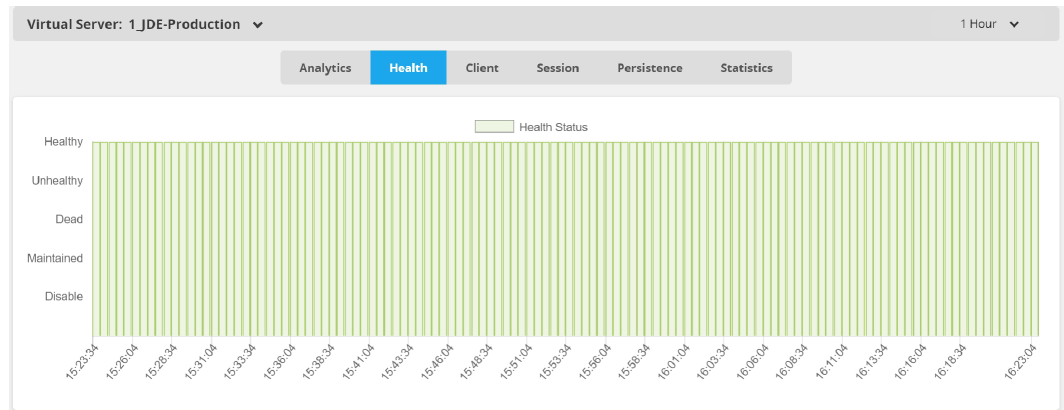 Virtual Server: 1_JDE-Production
1 Hour
Analytics Health Client Session Persistence Statistics
Health Status
Healthy
Unhealthy
Dead
Maintained
Disable
15:23:34 15:26:04 15:28:34 15:31:04 15:33:34 15:36:04 15:38:34 15:41:04 15:43:34 15:46:04 15:48:34 15:51:04 15:53:34 15:56:04 15:58:34 16:01:04 16:03:34 16:06:04 16:08:34 16:11:04 16:13:34 16:16:04 16:18:34 16:23:04